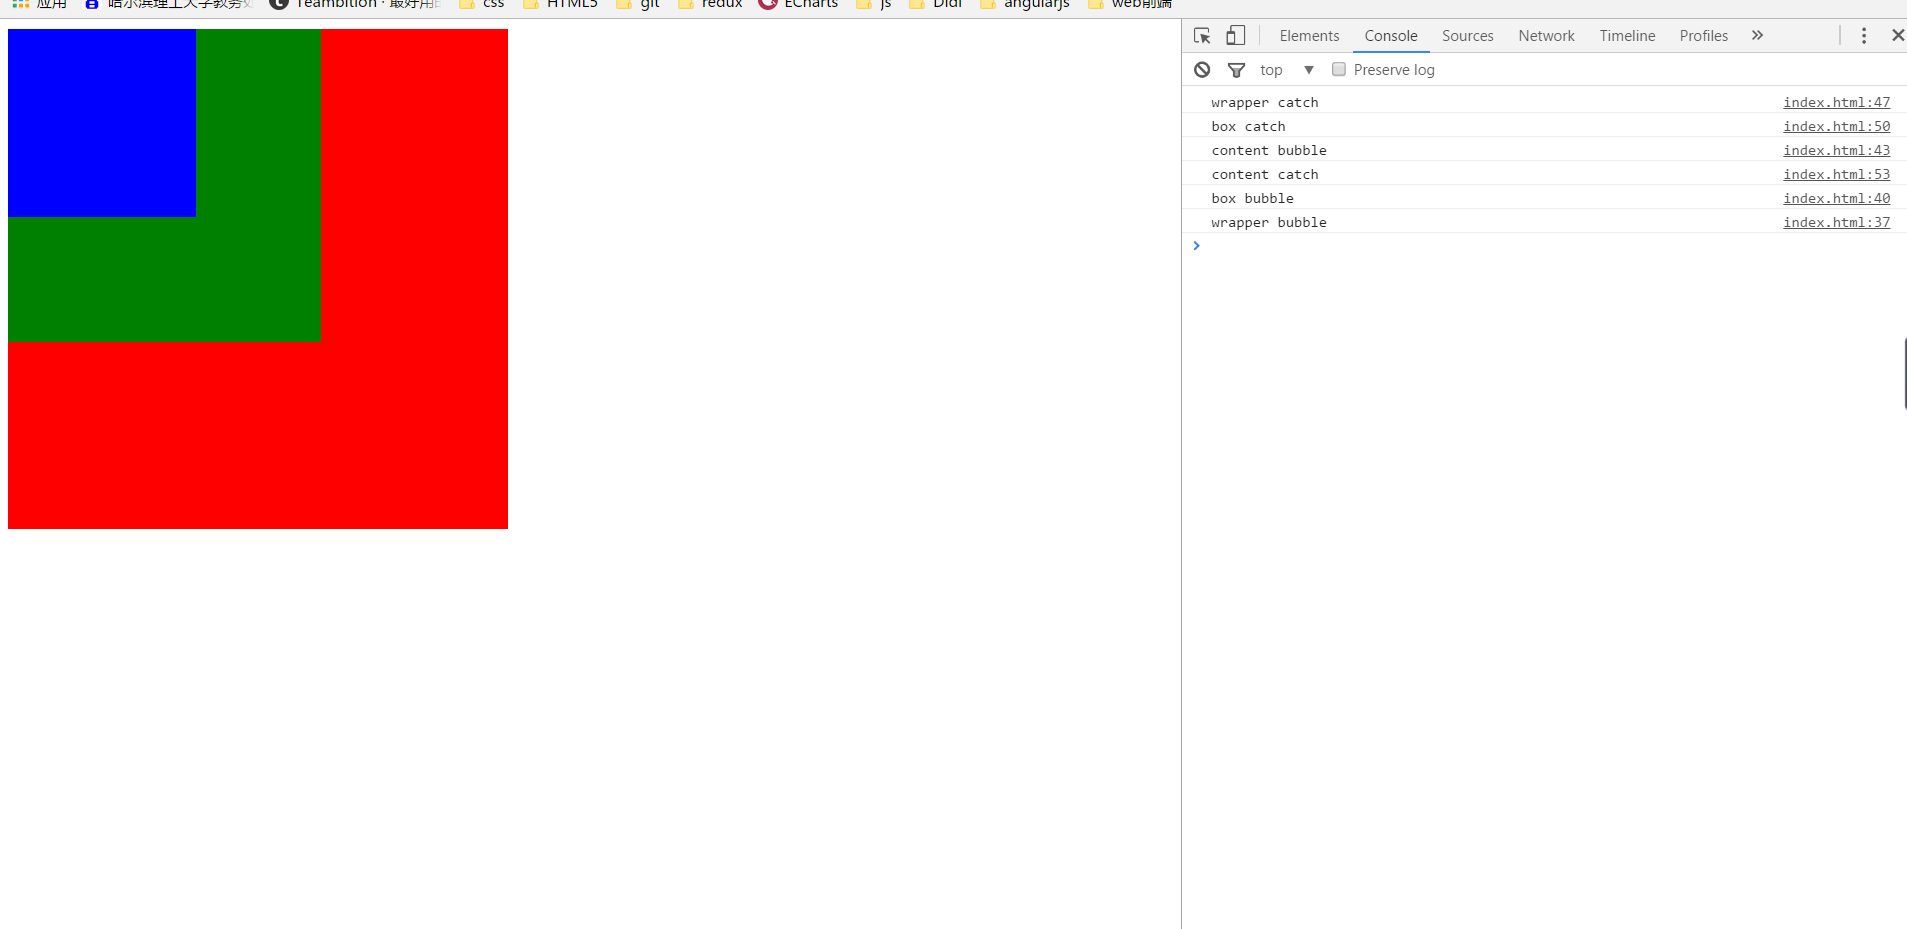 应用 哈尔滨理工大学教务处 Teambition · 最好用的 css HTML5 git redux ECharts js Didi angularjs web前端
Elements Console Sources Network Timeline Profiles »
top ▼ Preserve log
wrapper catch index.html:47
box catch index.html:50
content bubble index.html:43
content catch index.html:53
box bubble index.html:40
wrapper bubble index.html:37